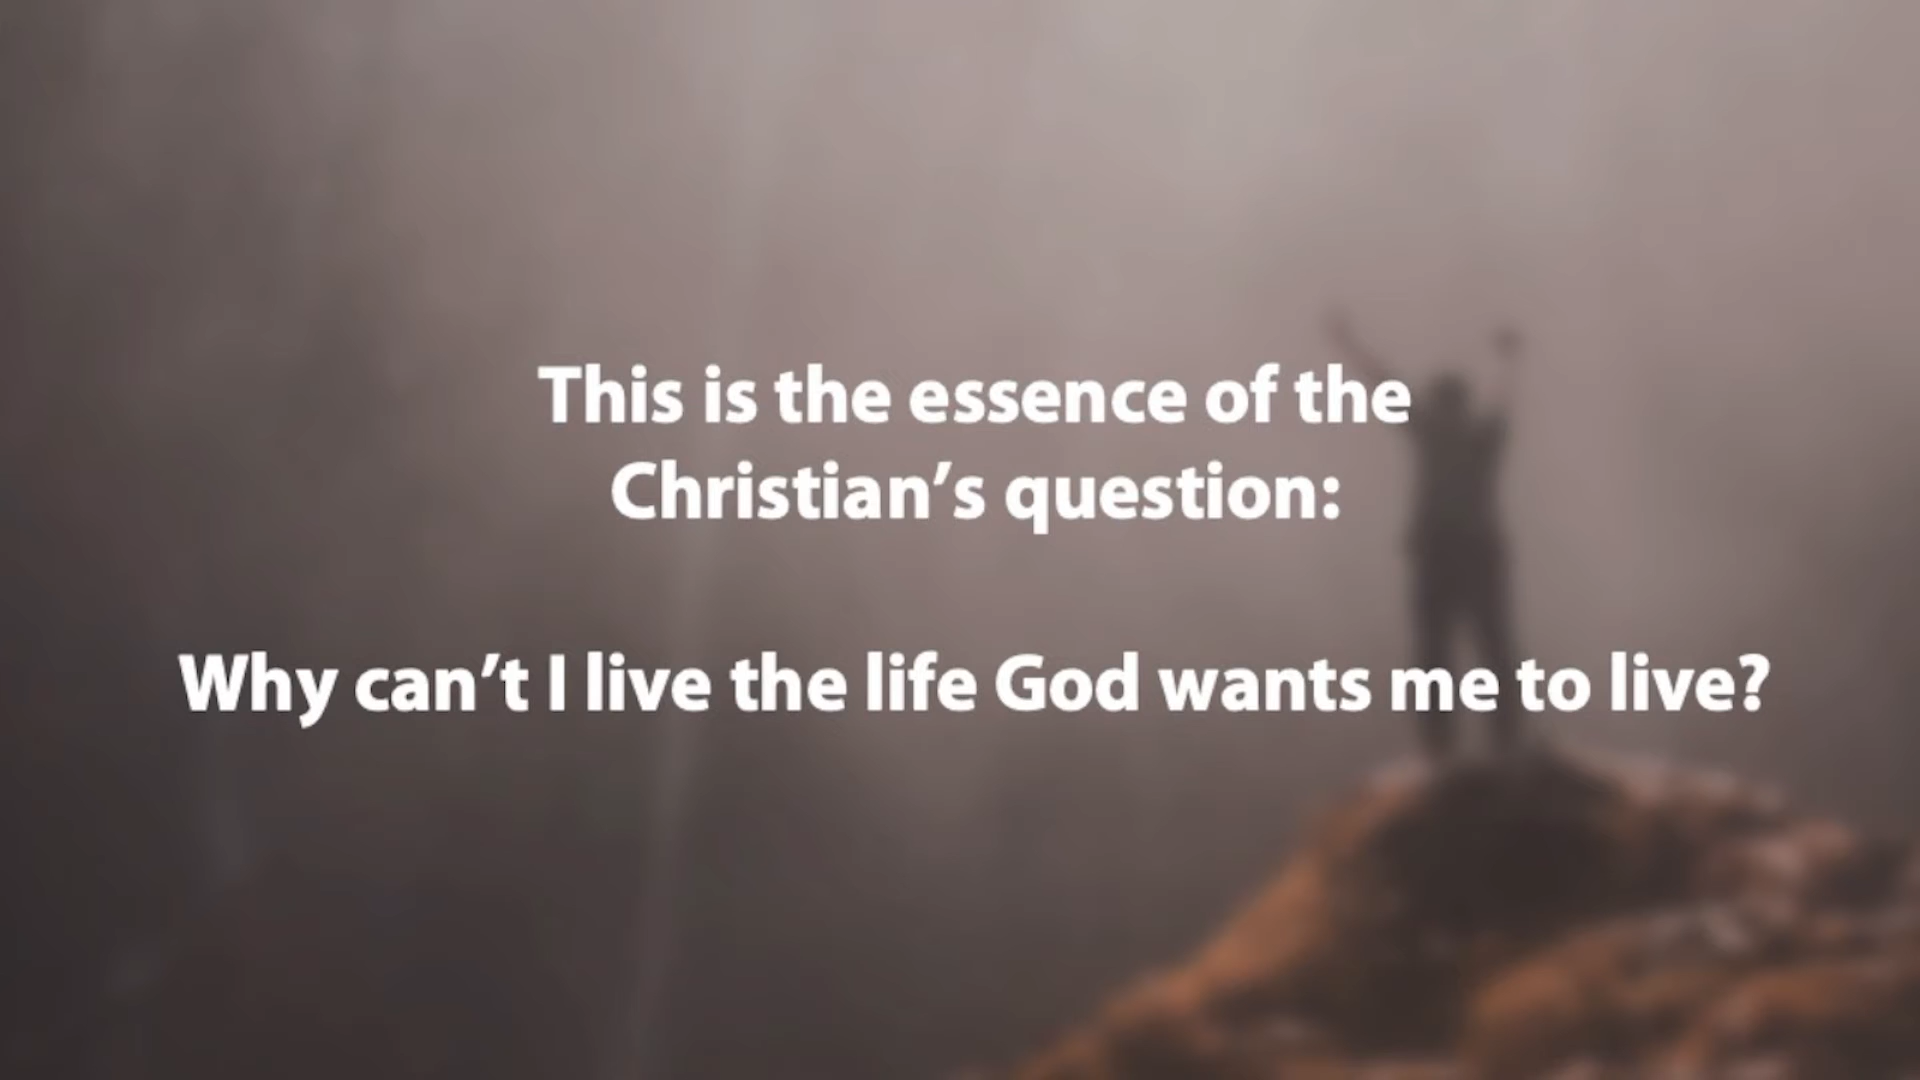 This is the essence of the
Christian’s question:
Why can’t I live the life God wants me to live?